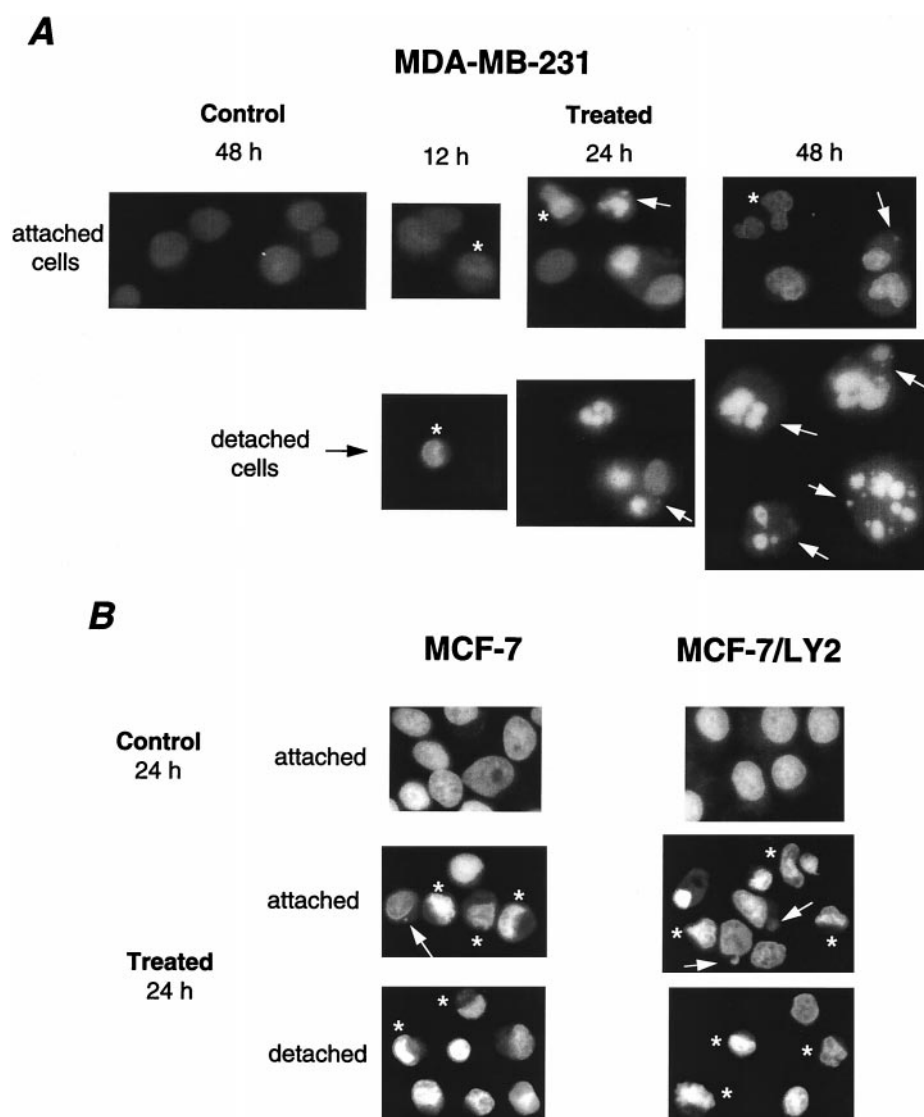 A
MDA-MB-231
Control
Treated
48 h
12 h
24 h
48 h
attached
cells
*
*
*
detached
cells
*
B
MCF-7
MCF-7/LY2
Control
24 h
attached
attached
*
*
*
*
*
*
Treated
24 h
detached
*
*
*
*
*